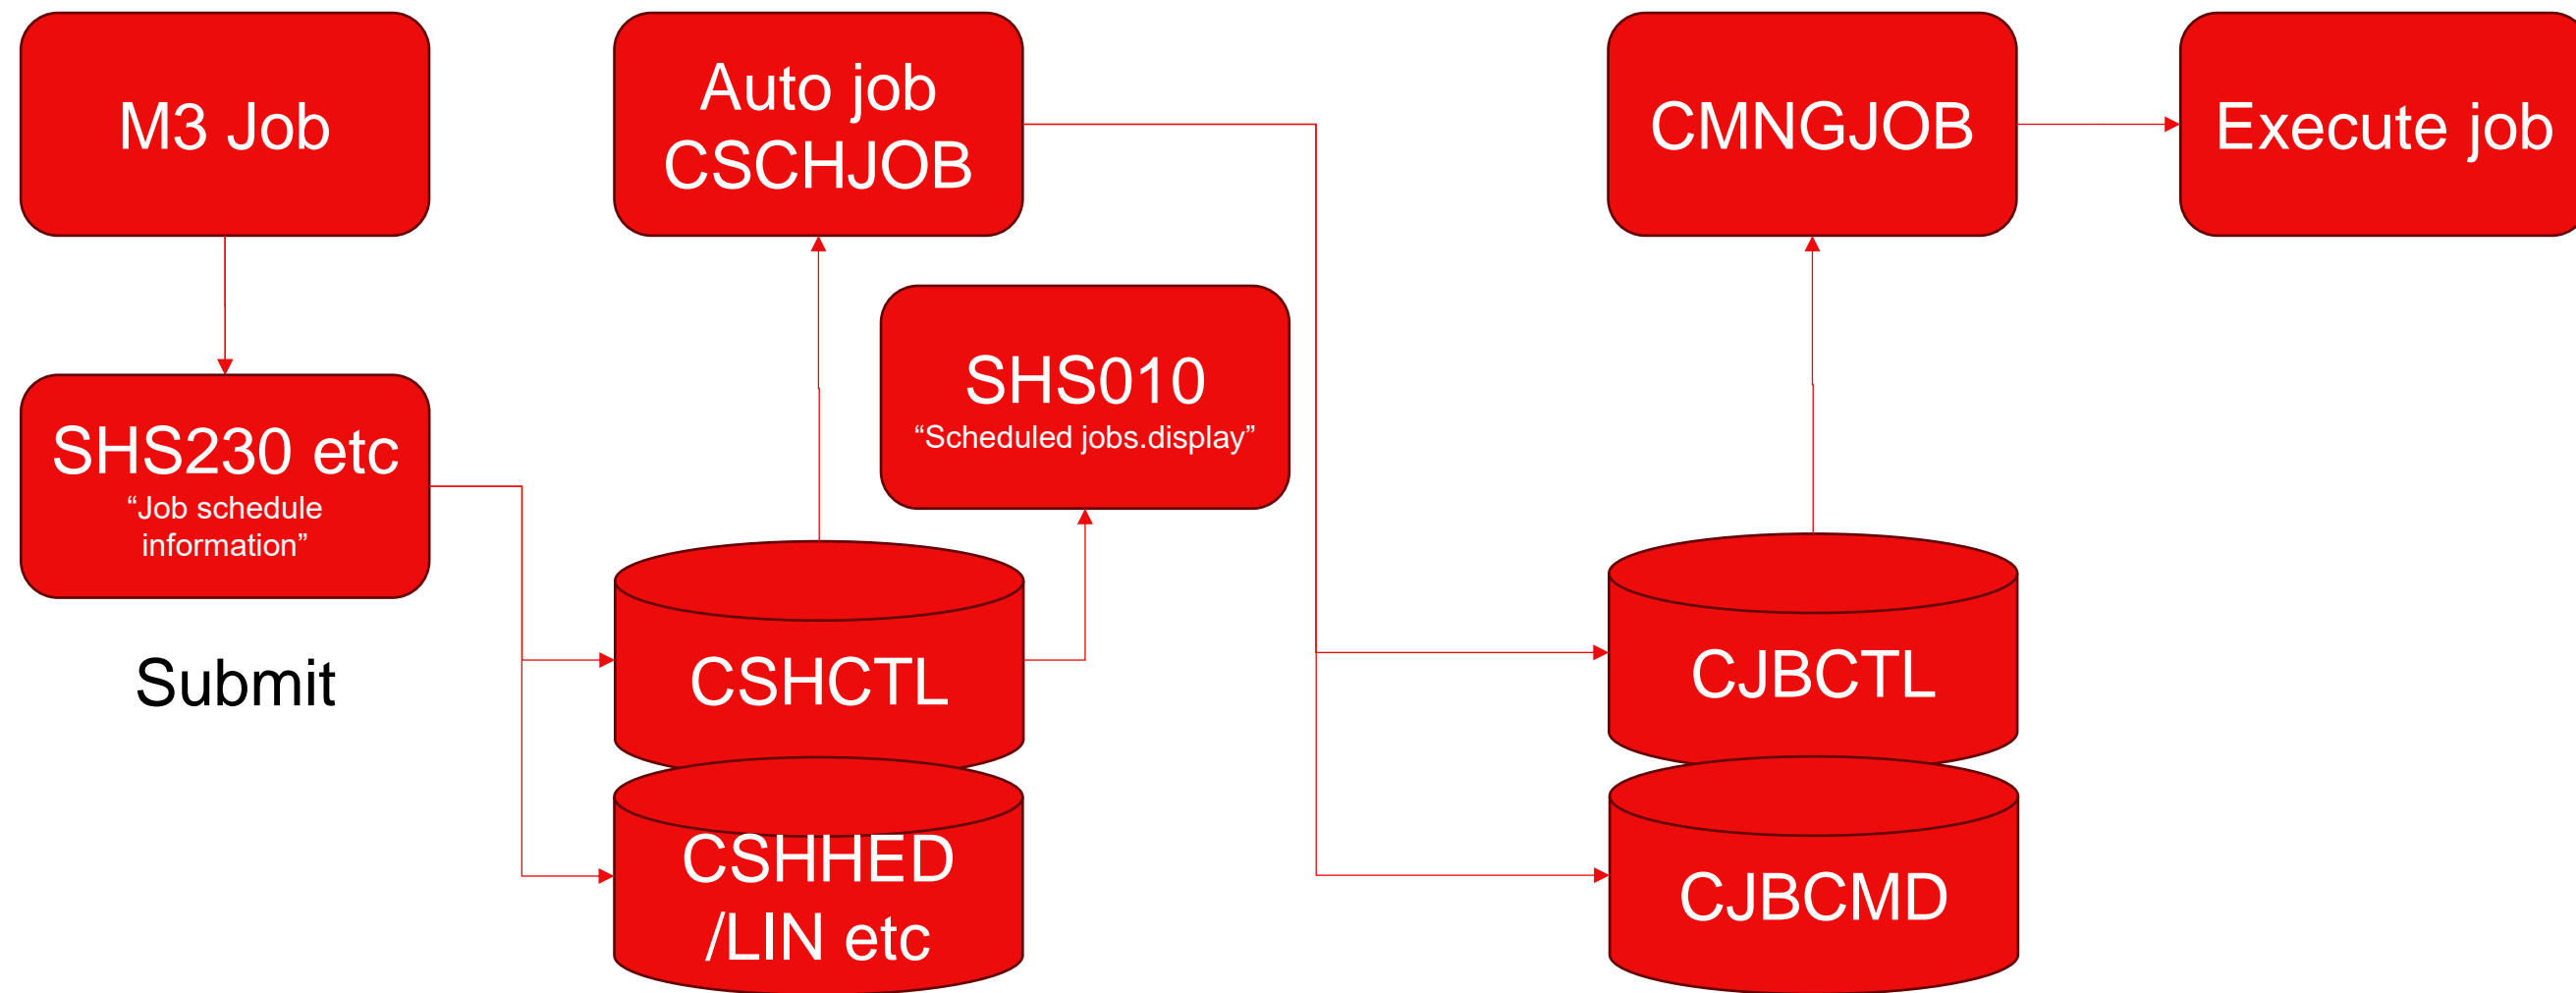 M3 Job
Auto job
CSCHJOB
CMNGJOB
Execute job
SHS010
“Scheduled jobs.display”
SHS230 etc
“Job schedule
information”
Submit
CSHCTL
CJBCTL
CSHHED
/LIN etc
CJBCMD